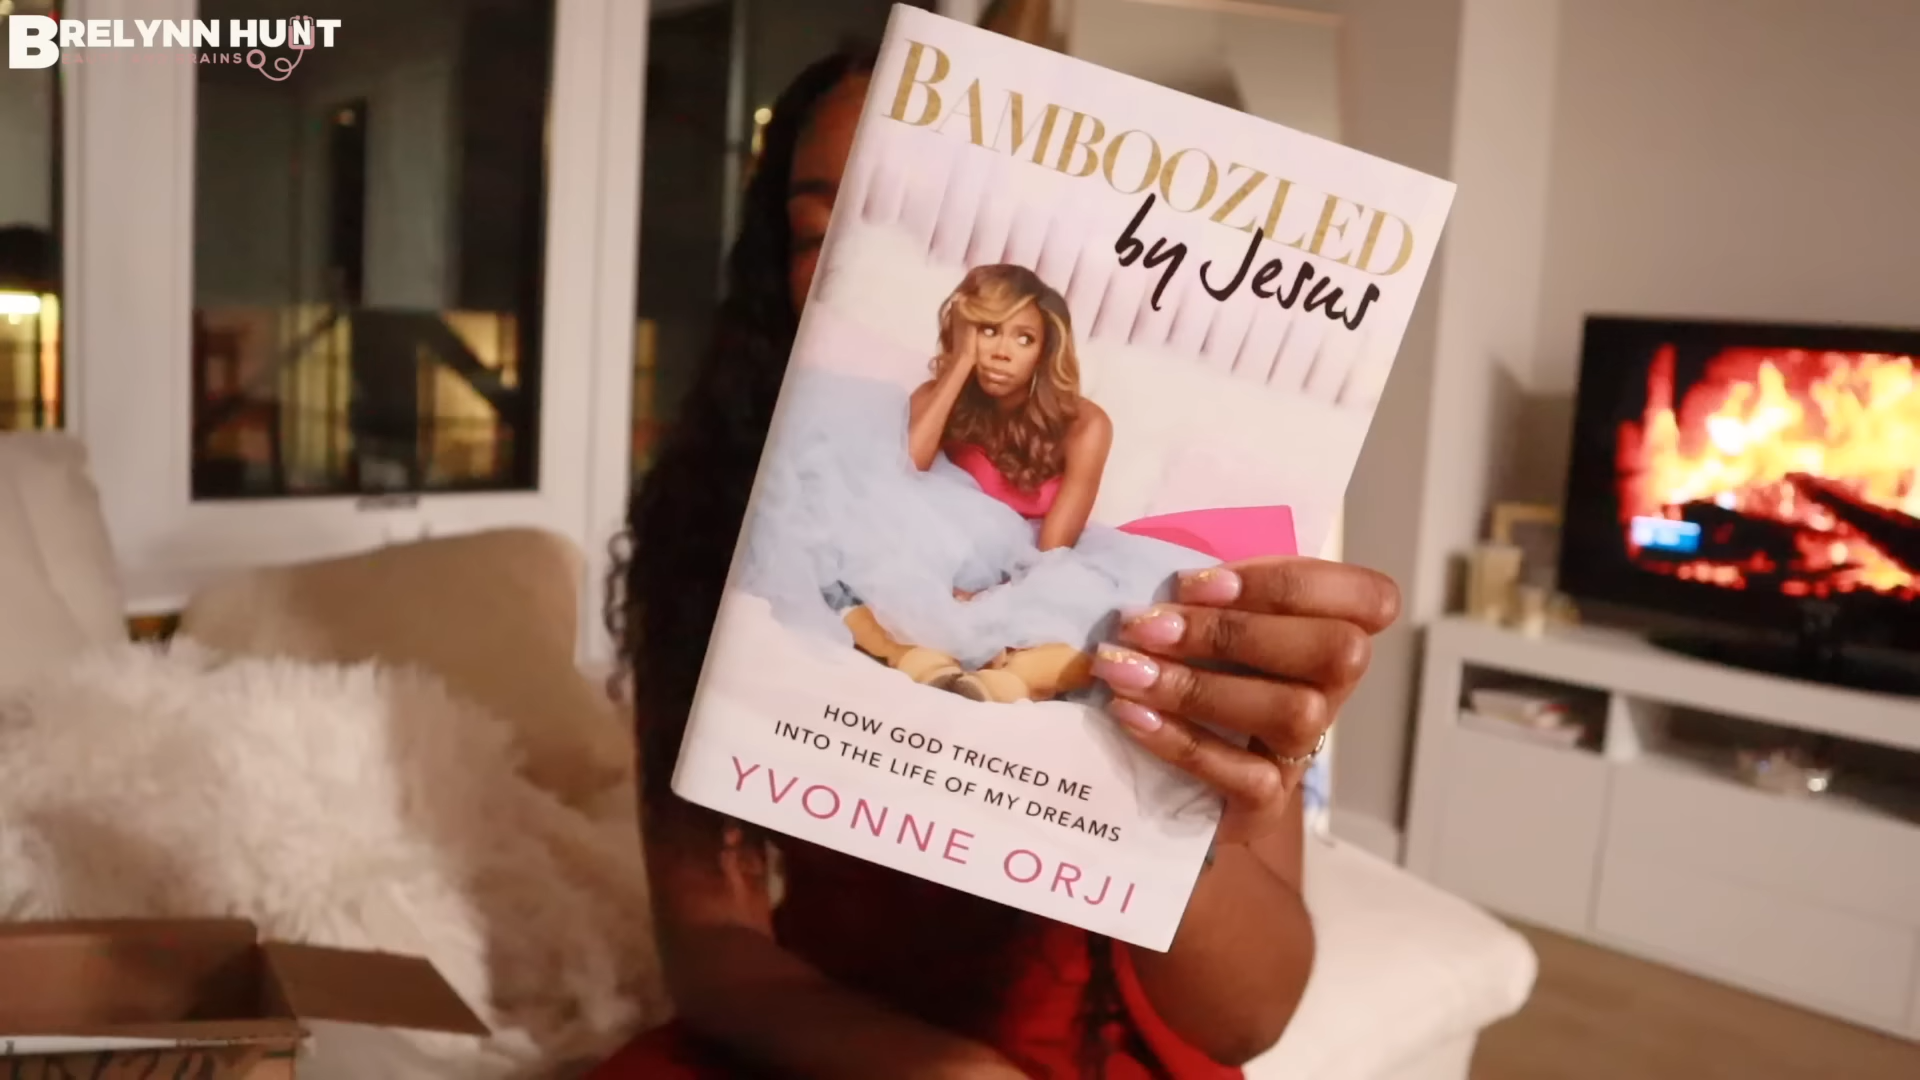 BRELYNN HUNT
BAMBOOZLED
by Jesus
HOW GOD TRICKED ME
INTO THE LIFE OF MY DREAMS
YVONNE ORJI